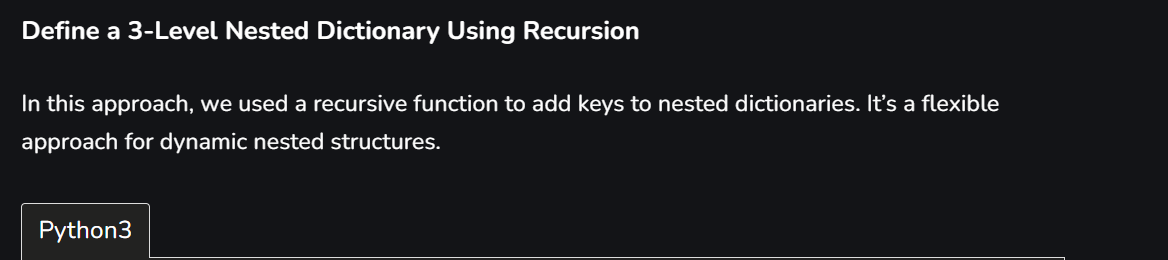 Define a 3-Level Nested Dictionary Using Recursion
In this approach, we used a recursive function to add keys to nested dictionaries. It’s a flexible
approach for dynamic nested structures.
Python3